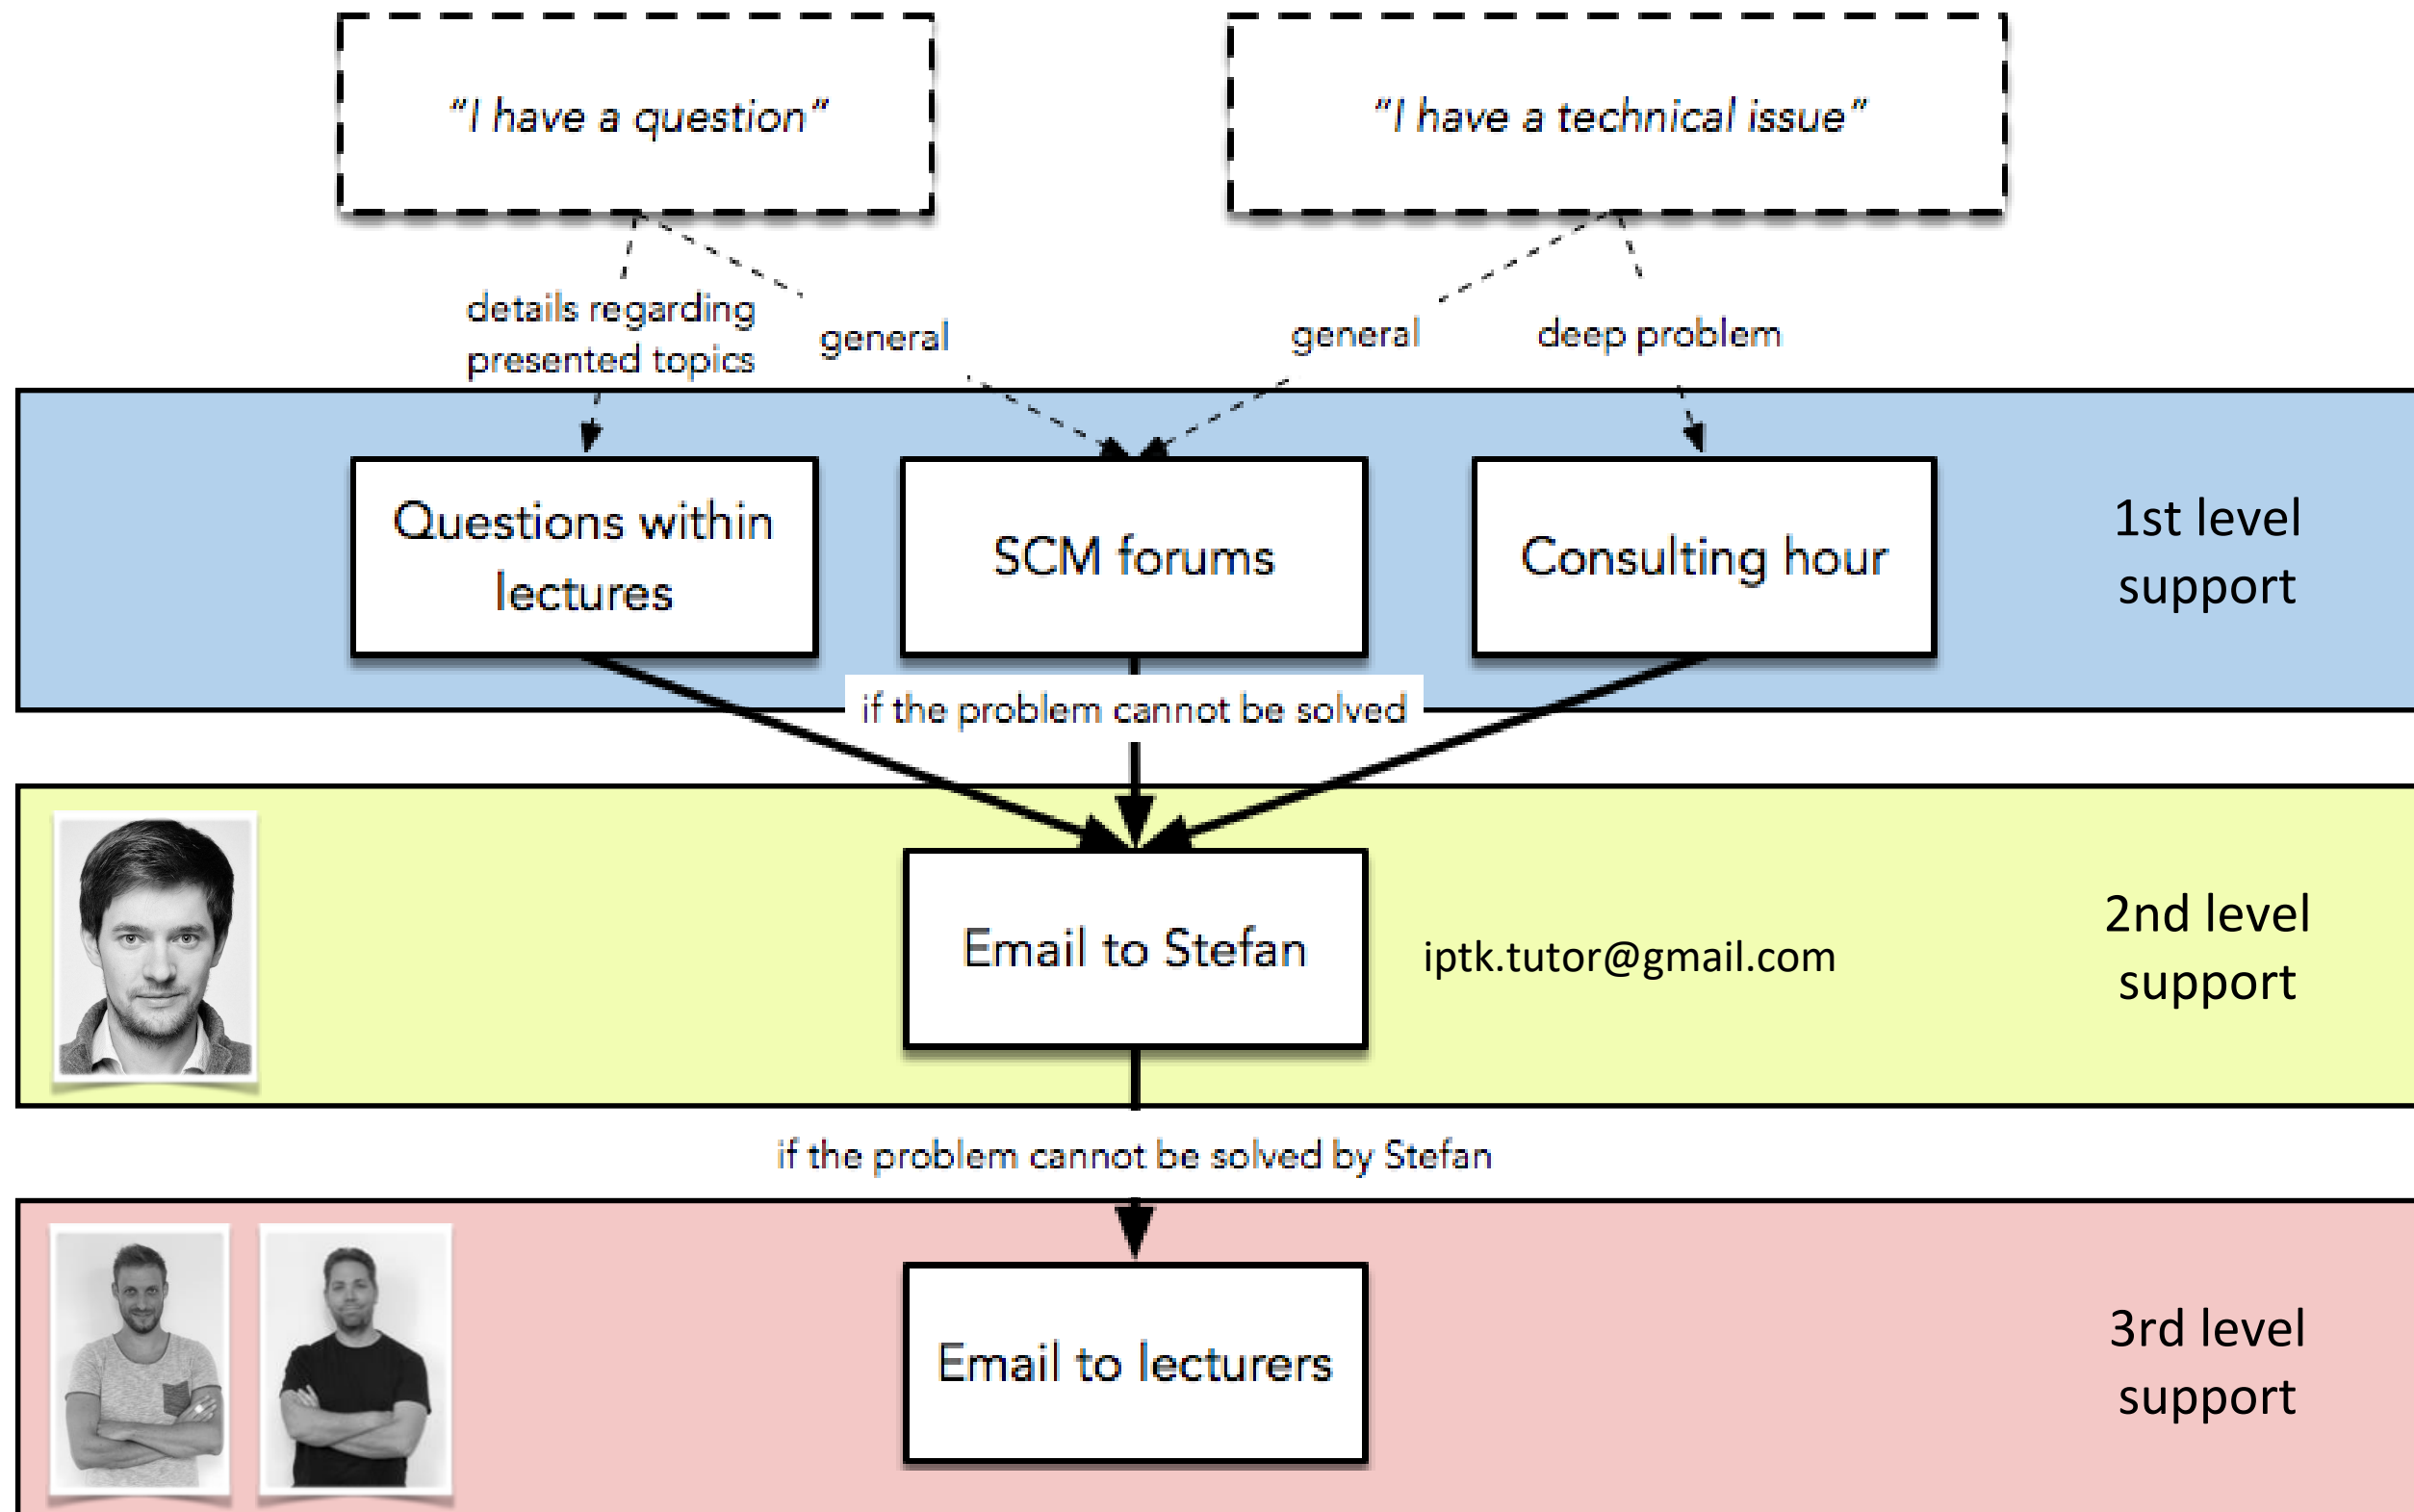 "I have a question"
"I have a technical issue"
details regarding
presented topics
general
general
deep problem
Questions within
lectures
SCM forums
Consulting hour
1st level
support
if the problem cannot be solved
Email to Stefan
iptk.tutor@gmail.com
2nd level
support
if the problem cannot be solved by Stefan
Email to lecturers
3rd level
support